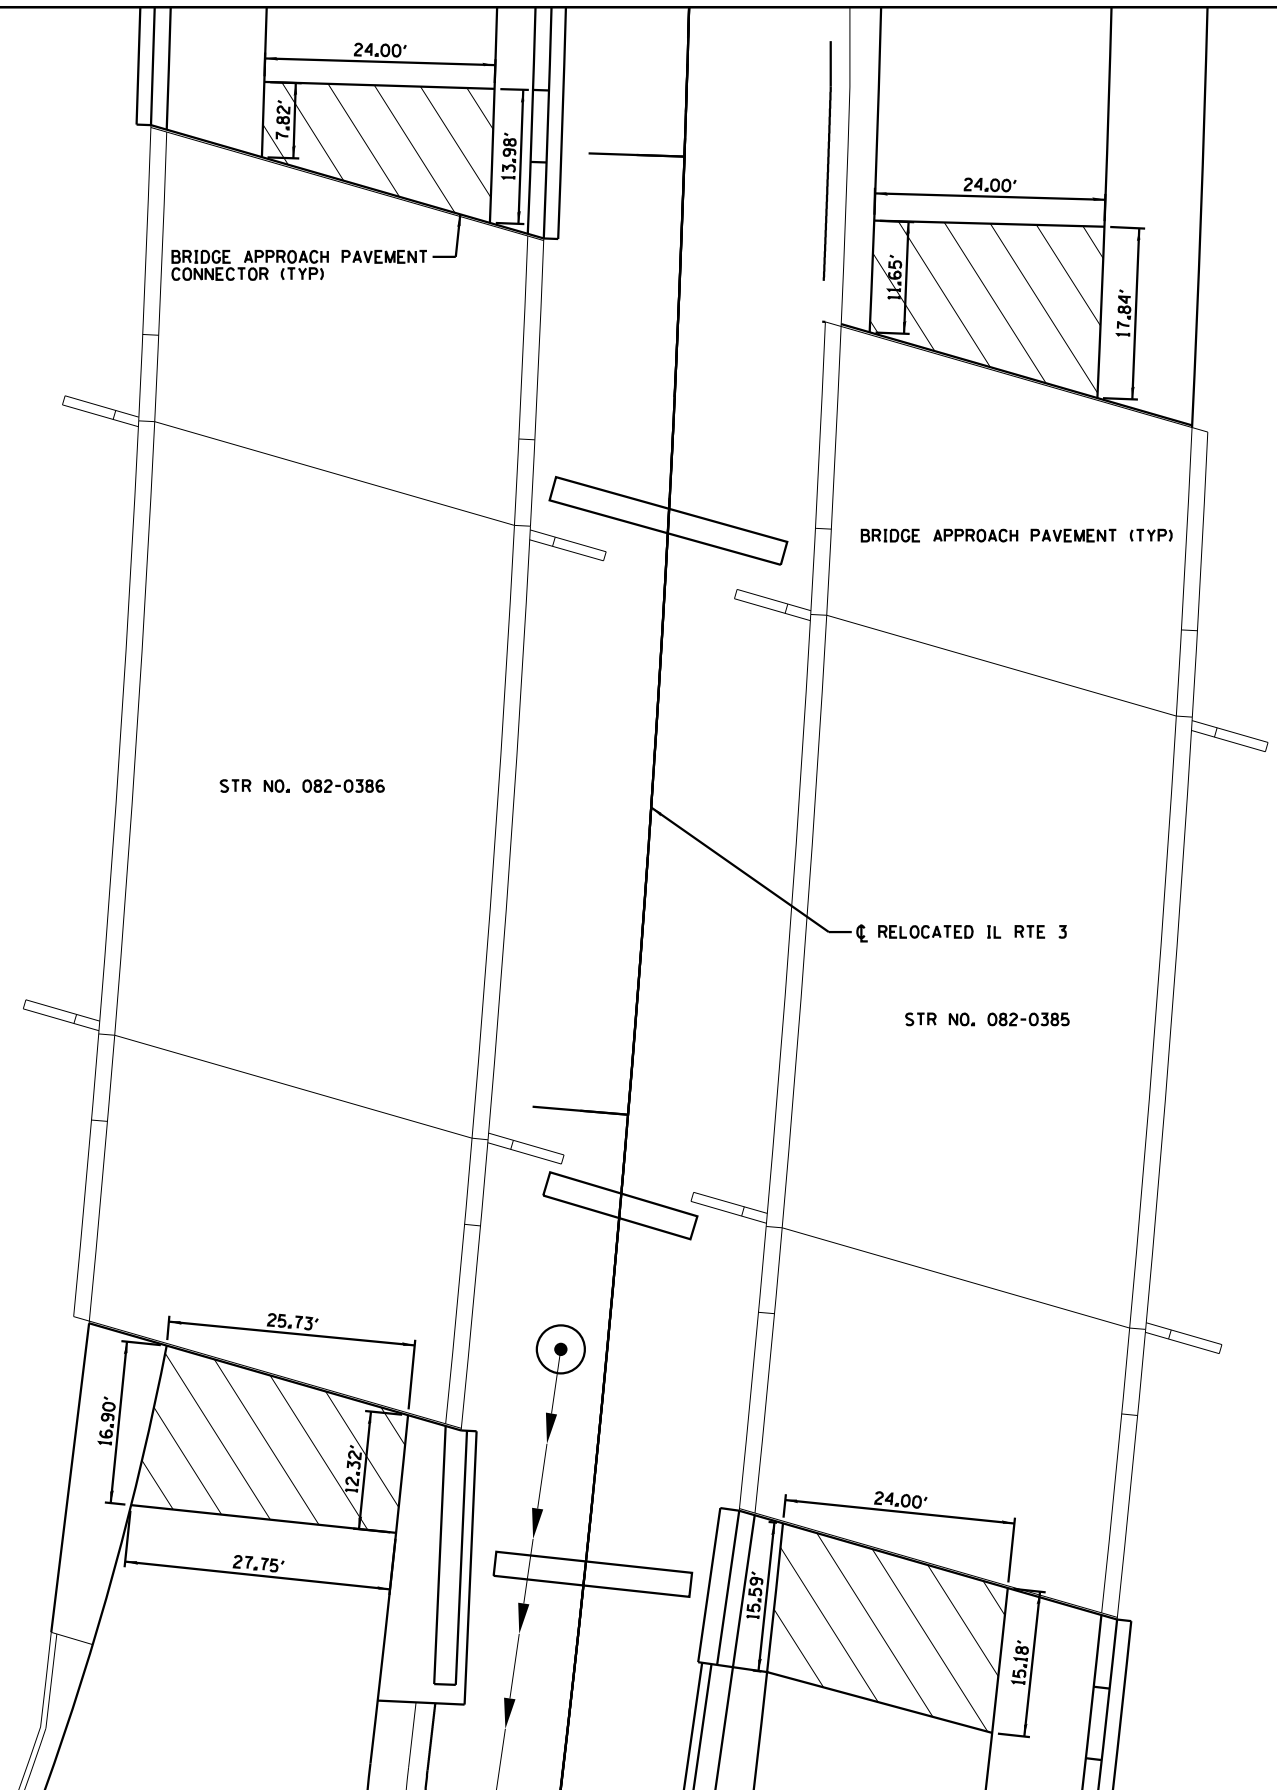 24.00'
7.82'
13.98'
24.00'
BRIDGE APPROACH PAVEMENT
CONNECTOR (TYP)
11.65'
17.84'
BRIDGE APPROACH PAVEMENT (TYP)
STR NO. 082-0386
℄ RELOCATED IL RTE 3
STR NO. 082-0385
25.73'
16.90'
12.32'
24.00'
27.75'
15.59'
15.18'